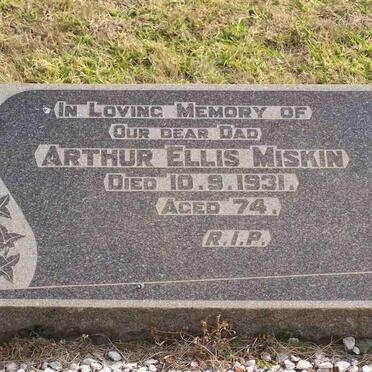 In Loving Memory of
Our dear Dad
Arthur Ellis Miskin
Died 10.9.1931.
Aged 74.
R.I.P.